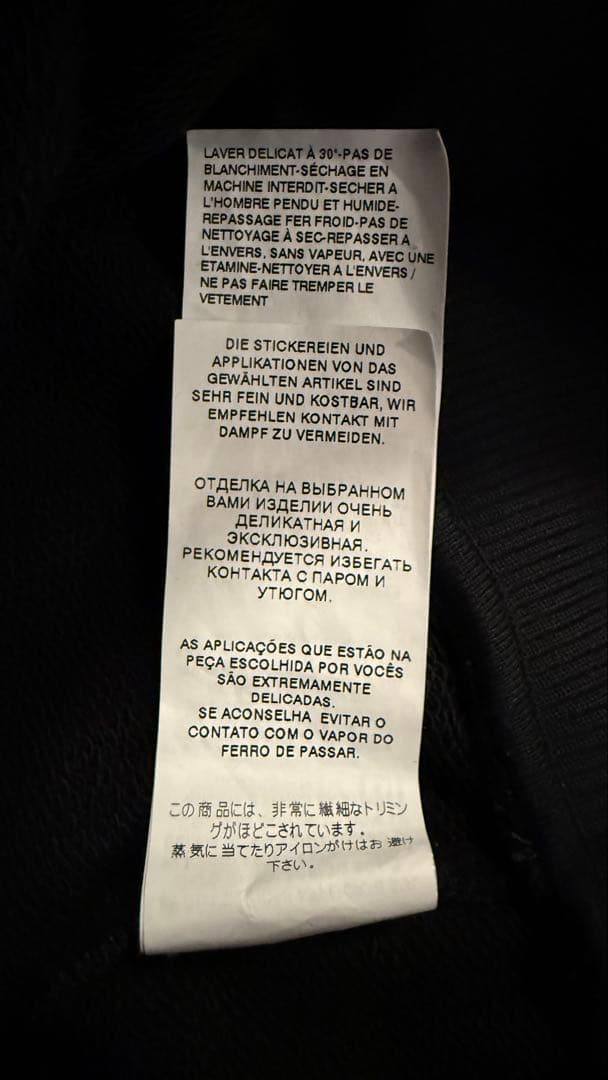 LAVER DELICAT À 30°-PAS DE
BLANCHIMENT-SÉCHAGE EN
MACHINE INTERDIT-SECHER A
L'HOMBRE PENDU ET HUMIDE-
REPASSAGE FER FROID-PAS DE
NETTOYAGE À SEC-REPASSER A
L'ENVERS, SANS VAPEUR, AVEC UNE
ETAMINE-NETTOYER A L'ENVERS /
NE PAS FAIRE TREMPER LE
VETEMENT
DIE STICKEREIEN UND
APPLIKATIONEN VON DAS
GEWÄHLTEN ARTIKEL SIND
SEHR FEIN UND KOSTBAR, WIR
EMPFEHLEN KONTAKT MIT
DAMPF ZU VERMEIDEN.
ОТДЕЛКА НА ВЫБРАННОМ
ВАМИ ИЗДЕЛИИ ОЧЕНЬ
ДЕЛИКАТНАЯ И
ЭКСКЛЮЗИВНАЯ.
РЕКОМЕНДУЕТСЯ ИЗБЕГАТЬ
КОНТАКТА С ПАРОМ И
УТЮГОМ.
AS APLICAÇÕES QUE ESTÃO NA
PEÇA ESCOLHIDA POR VOCÊS
SÃO EXTREMAMENTE
DELICADAS.
SE ACONSELHA EVITAR O
CONTATO COM O VAPOR DO
FERRO DE PASSAR.
この商品には、非常に繊細なトリミン
グがほどこされています.
蒸気に当てたりアイロンがけはお避け
下さい.